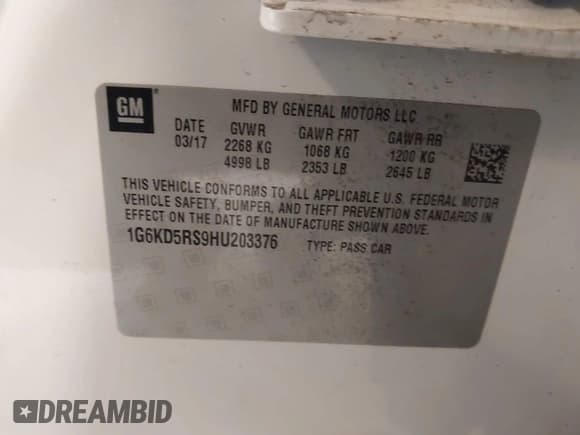 GM ®
MFD BY GENERAL MOTORS LLC
DATE GVWR GAWR FRT GAWR RR
03/17 2268 KG 1068 KG 1200 KG
4998 LB 2353 LB 2645 LB
THIS VEHICLE CONFORMS TO ALL APPLICABLE U.S. FEDERAL MOTOR
VEHICLE SAFETY, BUMPER, AND THEFT PREVENTION STANDARDS IN
EFFECT ON THE DATE OF MANUFACTURE SHOWN ABOVE.
1G6KD5RS9HU203376 TYPE: PASS CAR
DREAMBID